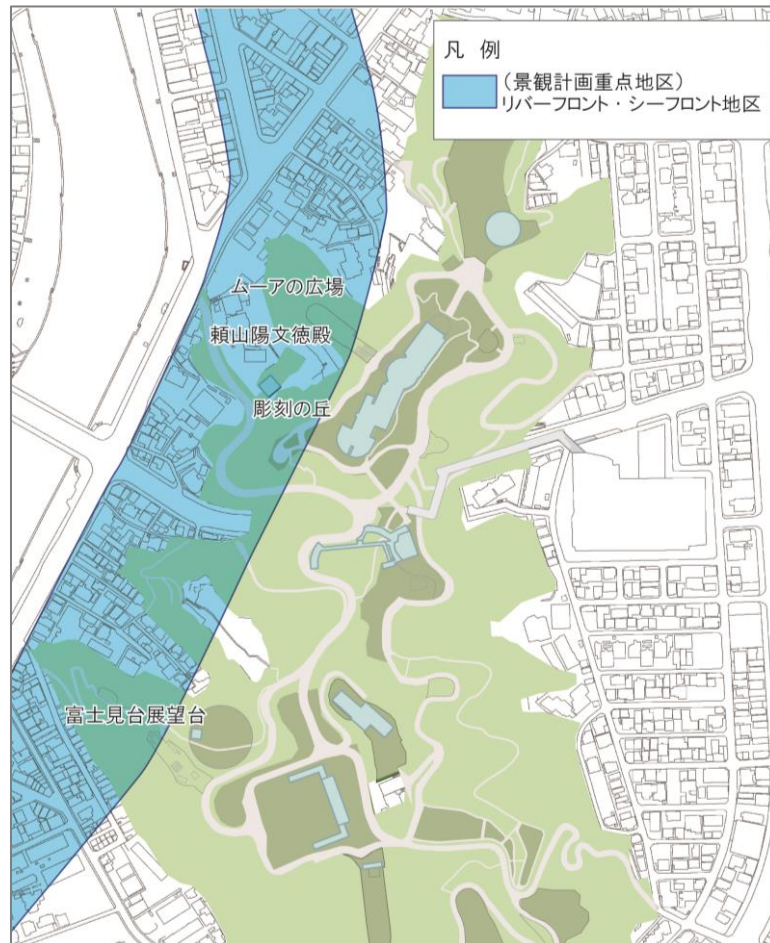 凡 例
（景観計画重点地区）
リバーフロント・シーフロント地区
ムーアの広場
頼山陽文徳殿
彫刻の丘
富士見台展望台